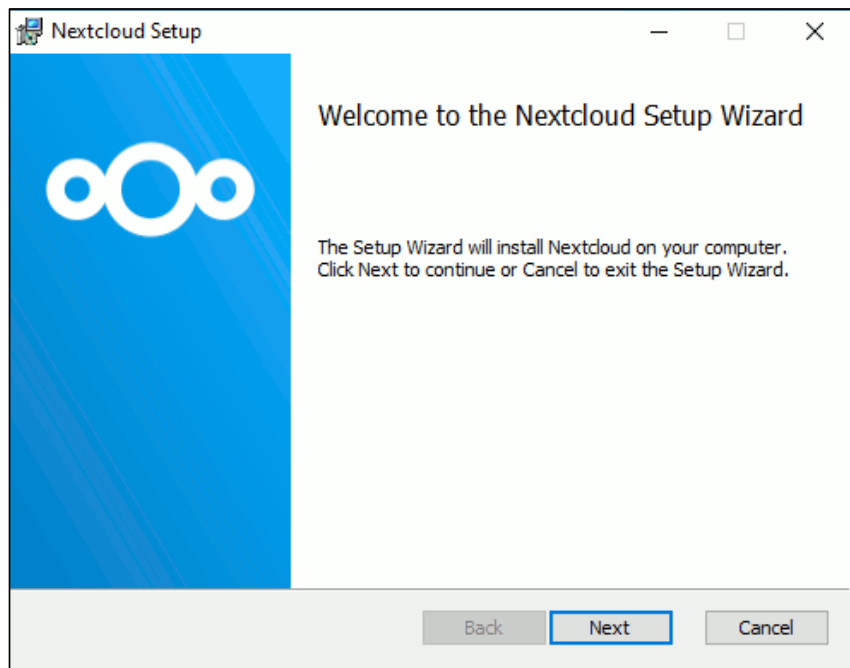 Nextcloud Setup
Welcome to the Nextcloud Setup Wizard
The Setup Wizard will install Nextcloud on your computer.
Click Next to continue or Cancel to exit the Setup Wizard.
Back Next Cancel